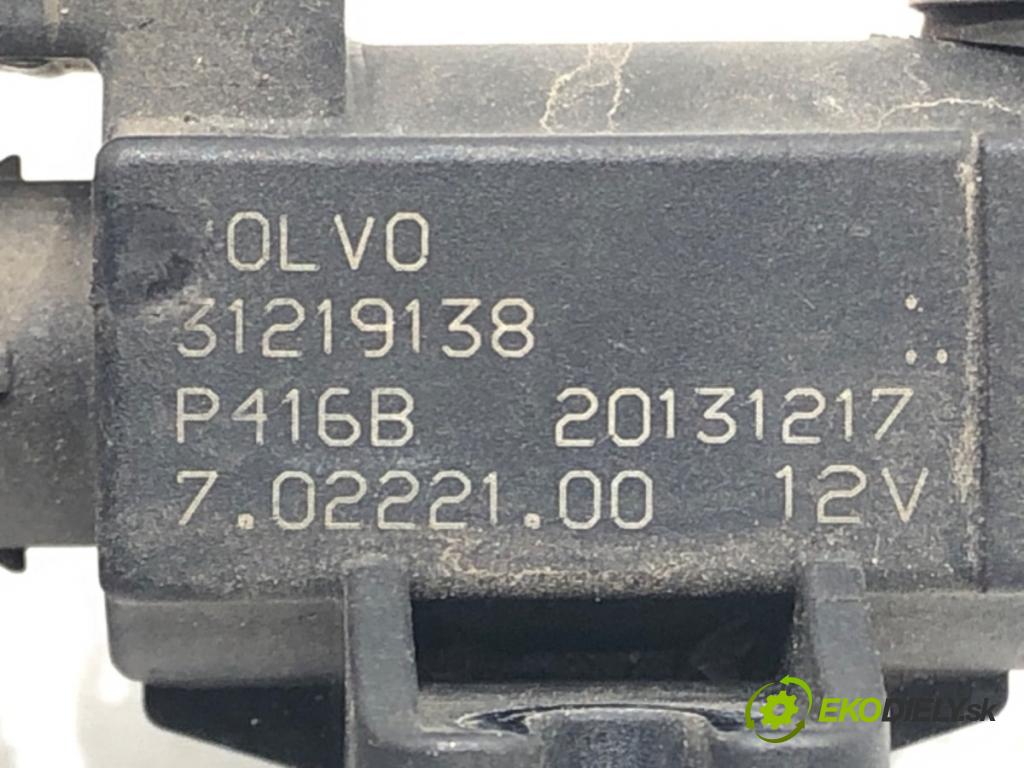 OLVO
31219138
P416B 20131217
7.02221.00 12V
EKODIELY.sk